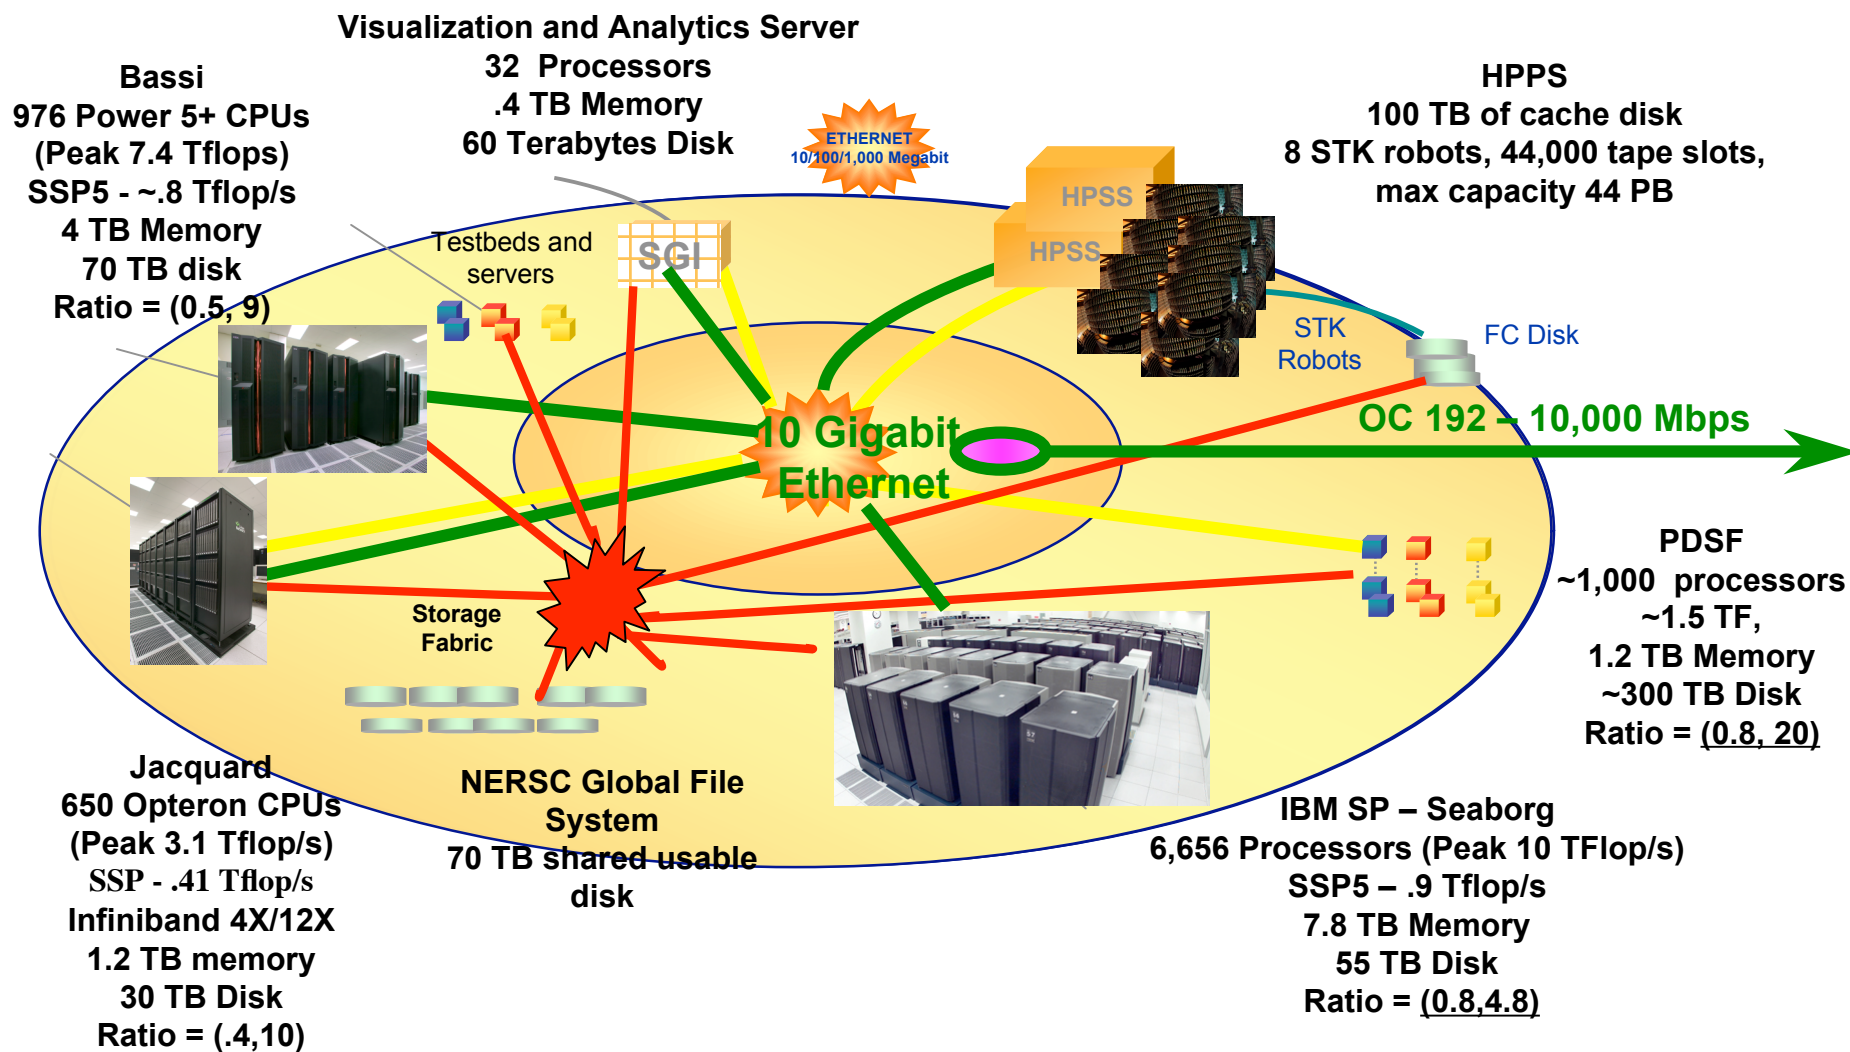 Visualization and Analytics Server
32 Processors
.4 TB Memory
60 Terabytes Disk
Bassi
976 Power 5+ CPUs
(Peak 7.4 Tflops)
SSP5 - ~.8 Tflop/s
4 TB Memory
70 TB disk
Ratio = (0.5, 9)
ETHERNET
10/100/1,000 Megabit
HPPS
100 TB of cache disk
8 STK robots, 44,000 tape slots,
max capacity 44 PB
Testbeds and
servers
SGI
HPSS
HPSS
STK
Robots
FC Disk
10 Gigabit
Ethernet
OC 192 – 10,000 Mbps
Storage
Fabric
PDSF
~1,000 processors
~1.5 TF,
1.2 TB Memory
~300 TB Disk
Ratio = (0.8, 20)
Jacquard
650 Opteron CPUs
(Peak 3.1 Tflop/s)
SSP - .41 Tflop/s
Infiniband 4X/12X
1.2 TB memory
30 TB Disk
Ratio = (.4,10)
NERSC Global File
System
70 TB shared usable
disk
IBM SP – Seaborg
6,656 Processors (Peak 10 TFlop/s)
SSP5 – .9 Tflop/s
7.8 TB Memory
55 TB Disk
Ratio = (0.8,4.8)